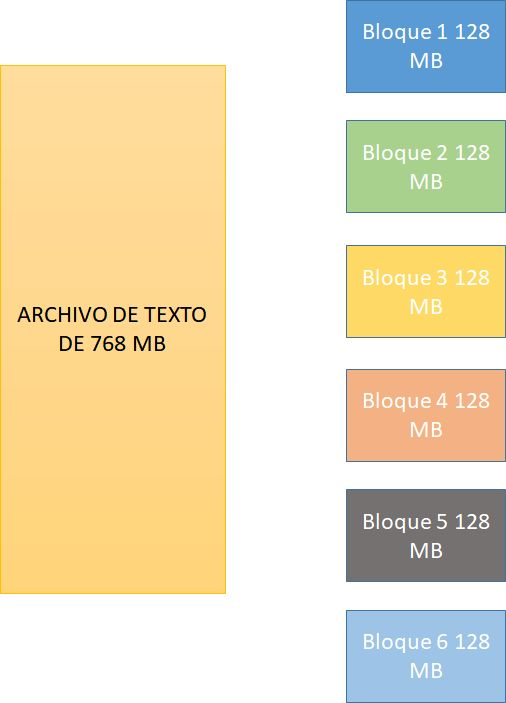 Bloque 1 128
MB
Bloque 2 128
MB
Bloque 3 128
MB
ARCHIVO DE TEXTO
DE 768 MB
Bloque 4 128
MB
Bloque 5 128
MB
Bloque 6 128
MB